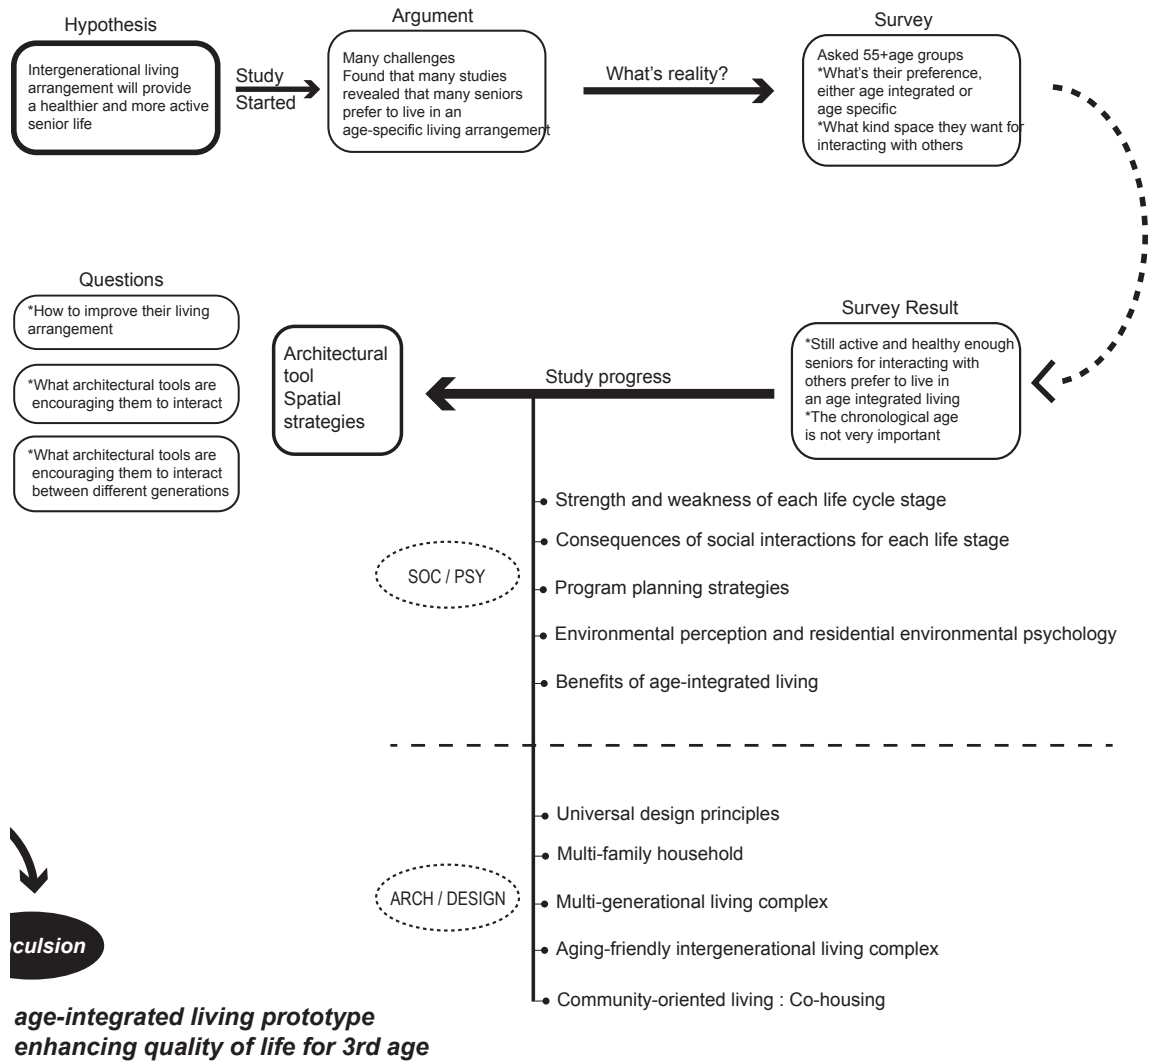 Hypothesis
Intergenerational living
arrangement will provide
a healthier and more active
senior life
Study
Started
Argument
Many challenges
Found that many studies
revealed that many seniors
prefer to live in an
age-specific living arrangement
What's reality?
Survey
Asked 55+age groups
*What's their preference,
either age integrated or
age specific
*What kind space they want for
interacting with others
Questions
*How to improve their living
arrangement
*What architectural tools are
encouraging them to interact
*What architectural tools are
encouraging them to interact
between different generations
Architectural
tool
Spatial
strategies
Study progress
Survey Result
*Still active and healthy enough
seniors for interacting with
others prefer to live in
an age integrated living
*The chronological age
is not very important
SOC / PSY
Strength and weakness of each life cycle stage
Consequences of social interactions for each life stage
Program planning strategies
Environmental perception and residential environmental psychology
Benefits of age-integrated living
ARCH / DESIGN
Universal design principles
Multi-family household
Multi-generational living complex
Aging-friendly intergenerational living complex
Community-oriented living : Co-housing
nculsion
age-integrated living prototype
enhancing quality of life for 3rd age